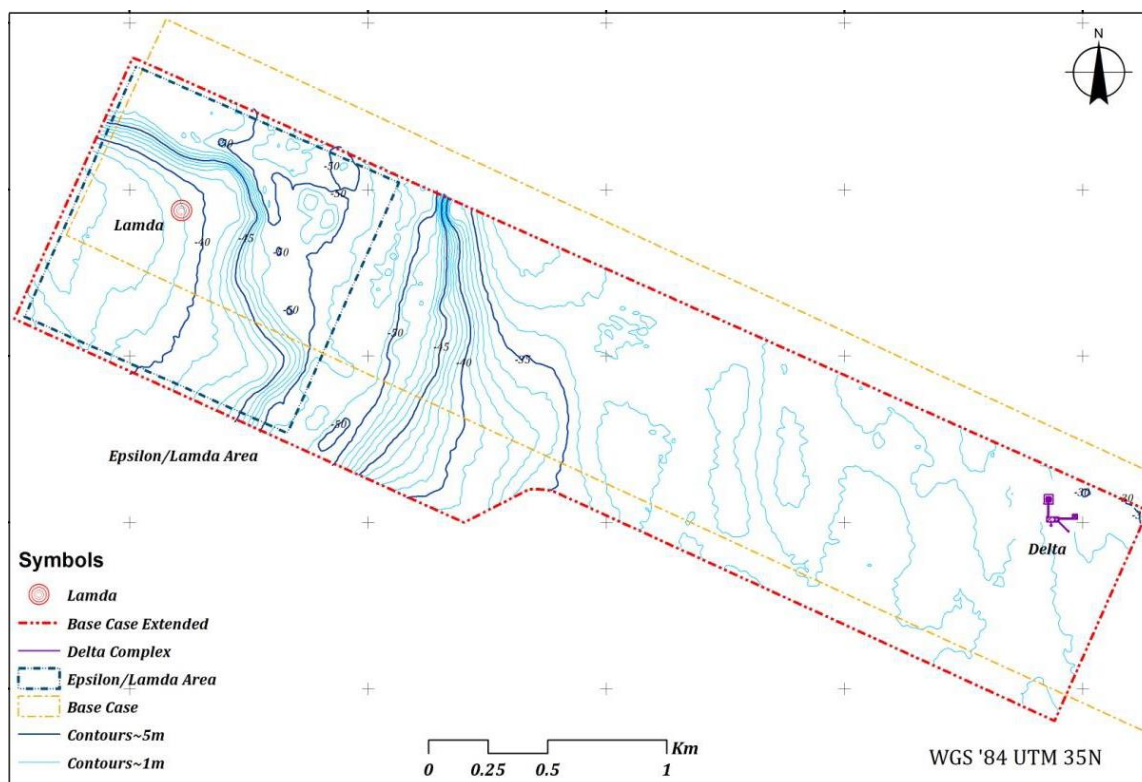 N
-50
-50
-50
Lamda
-40
-45
-50
-50
-50
-45
-40
-35
-50
Epsilon/Lamda Area
-30
-30
Delta
Symbols
Lamda
Base Case Extended
Delta Complex
Epsilon/Lamda Area
Base Case
Contours~5m
Contours~1m
Km
0 0.25 0.5 1
WGS '84 UTM 35N